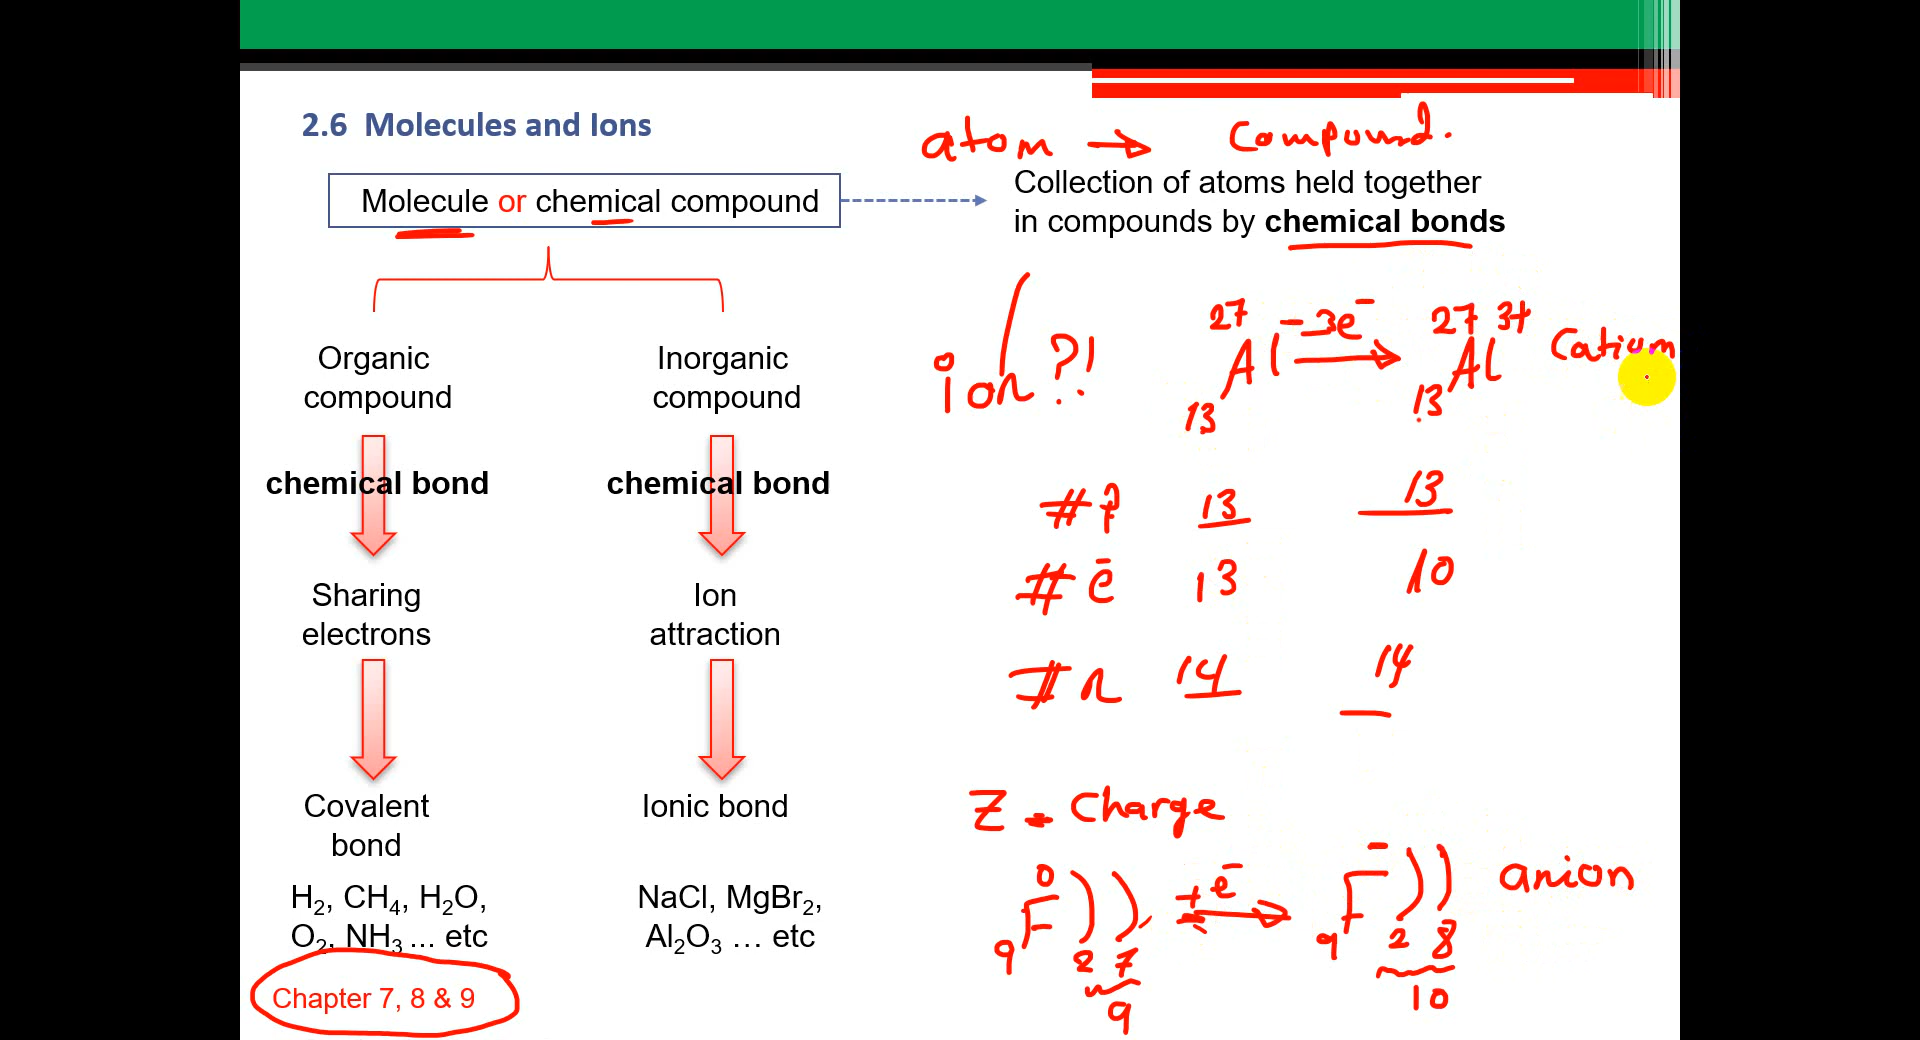 2.6 Molecules and Ions
atom → Compound.
Molecule or chemical compound
Collection of atoms held together
in compounds by chemical bonds
Organic
compound
Inorganic
compound
chemical bond
chemical bond
Sharing
electrons
Ion
attraction
Covalent
bond
Ionic bond
H₂, CH₄, H₂O,
O₂, NH₃ ... etc
NaCl, MgBr₂,
Al₂O₃ … etc
Chapter 7, 8 & 9
ion ?!
27 Al 13 -3e⁻ → 27 Al 3+ 13 Cation
#p 13 13
#e⁻ 13 10
#n 14 14
Z - Charge
9 F 0 ) ) 2 7 +e⁻ → 9 F⁻ ) ) 2 8 anion
9 10